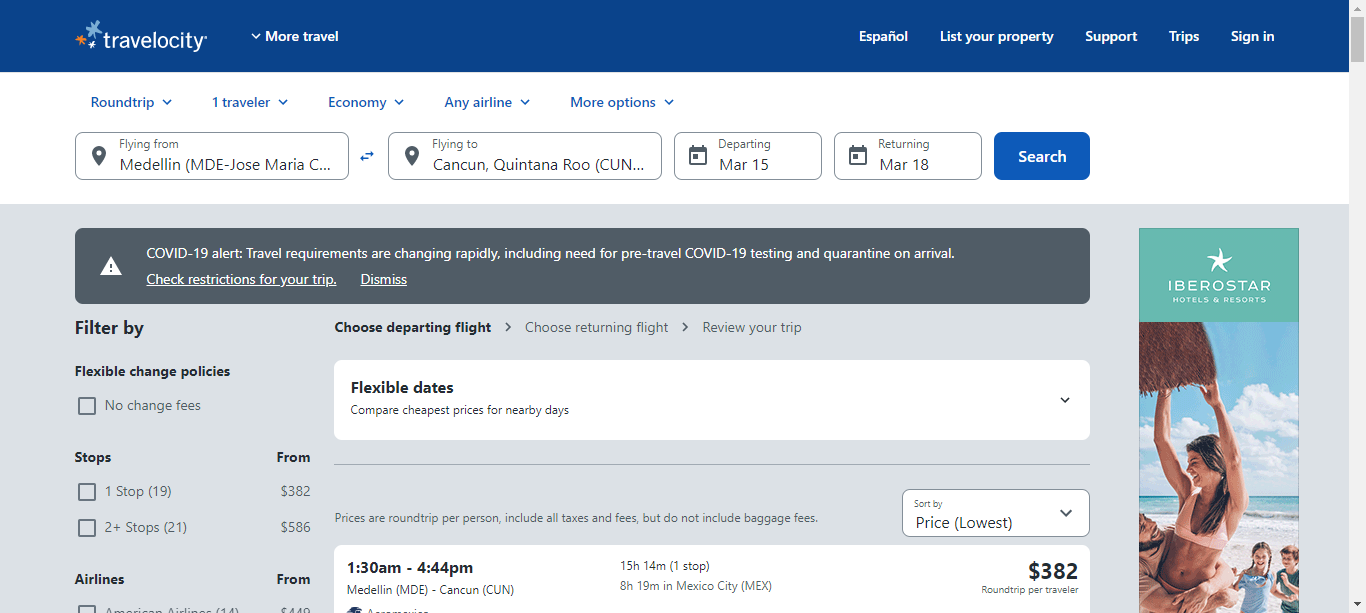 travelocity
More travel
Español
List your property
Support
Trips
Sign in
Roundtrip
1 traveler
Economy
Any airline
More options
Flying from
Medellin (MDE-Jose Maria C...
Flying to
Cancun, Quintana Roo (CUN...
Departing
Mar 15
Returning
Mar 18
Search
COVID-19 alert: Travel requirements are changing rapidly, including need for pre-travel COVID-19 testing and quarantine on arrival.
Check restrictions for your trip. Dismiss
IBEROSTAR
HOTELS & RESORTS
Filter by
Flexible change policies
No change fees
Stops From
1 Stop (19) $382
2+ Stops (21) $586
Airlines From
American Airlines (14) $449
Choose departing flight
Choose returning flight
Review your trip
Flexible dates
Compare cheapest prices for nearby days
Prices are roundtrip per person, include all taxes and fees, but do not include baggage fees.
Sort by
Price (Lowest)
1:30am - 4:44pm
Medellin (MDE) - Cancun (CUN)
Aeromexico
15h 14m (1 stop)
8h 19m in Mexico City (MEX)
$382
Roundtrip per traveler